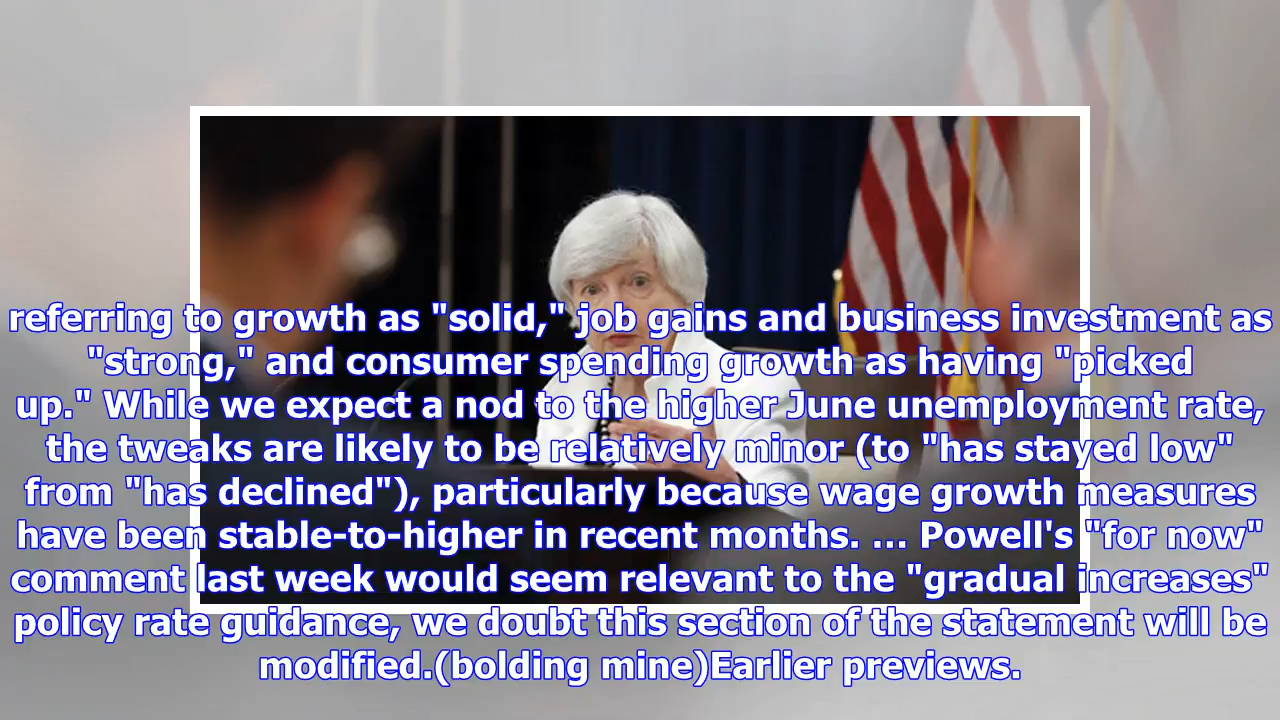 referring to growth as "solid," job gains and business investment as
"strong," and consumer spending growth as having "picked
up." While we expect a nod to the higher June unemployment rate,
the tweaks are likely to be relatively minor (to "has stayed low"
from "has declined"), particularly because wage growth measures
have been stable-to-higher in recent months. ... Powell's "for now"
comment last week would seem relevant to the "gradual increases"
policy rate guidance, we doubt this section of the statement will be
modified.(bolding mine)Earlier previews.